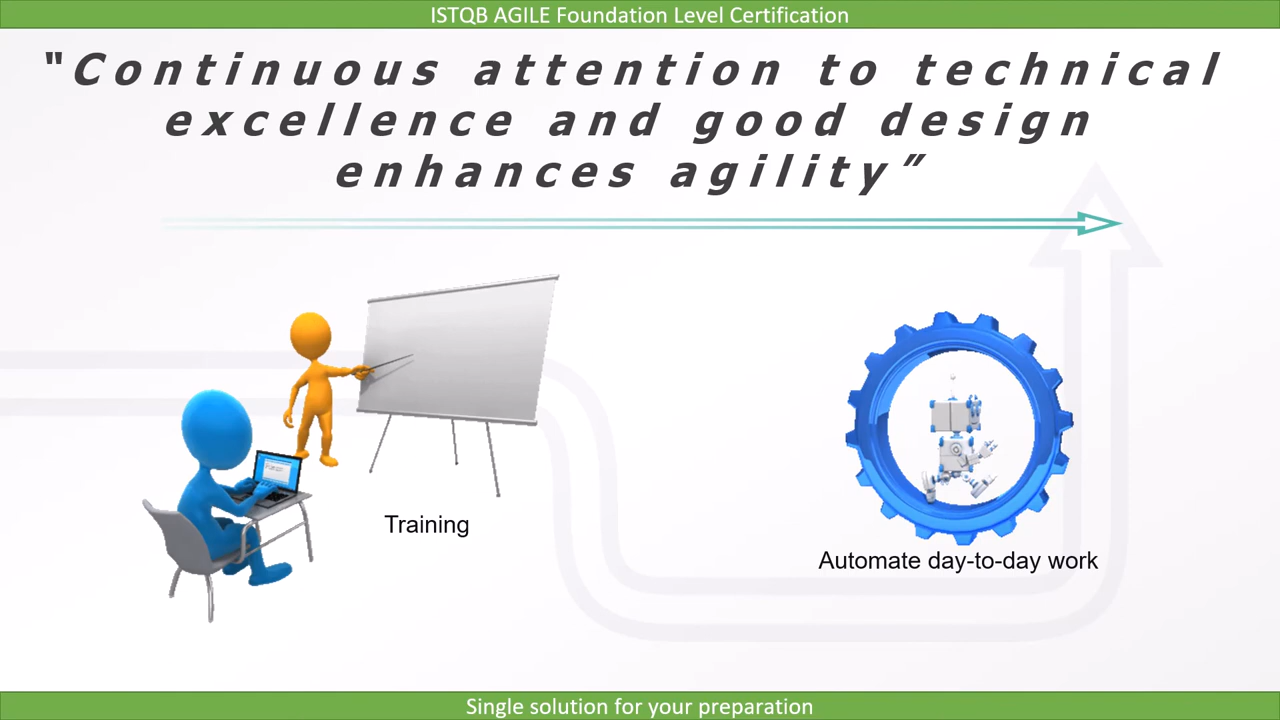 ISTQB AGILE Foundation Level Certification
"Continuous attention to technical
excellence and good design
enhances agility”
Training
Automate day-to-day work
Single solution for your preparation